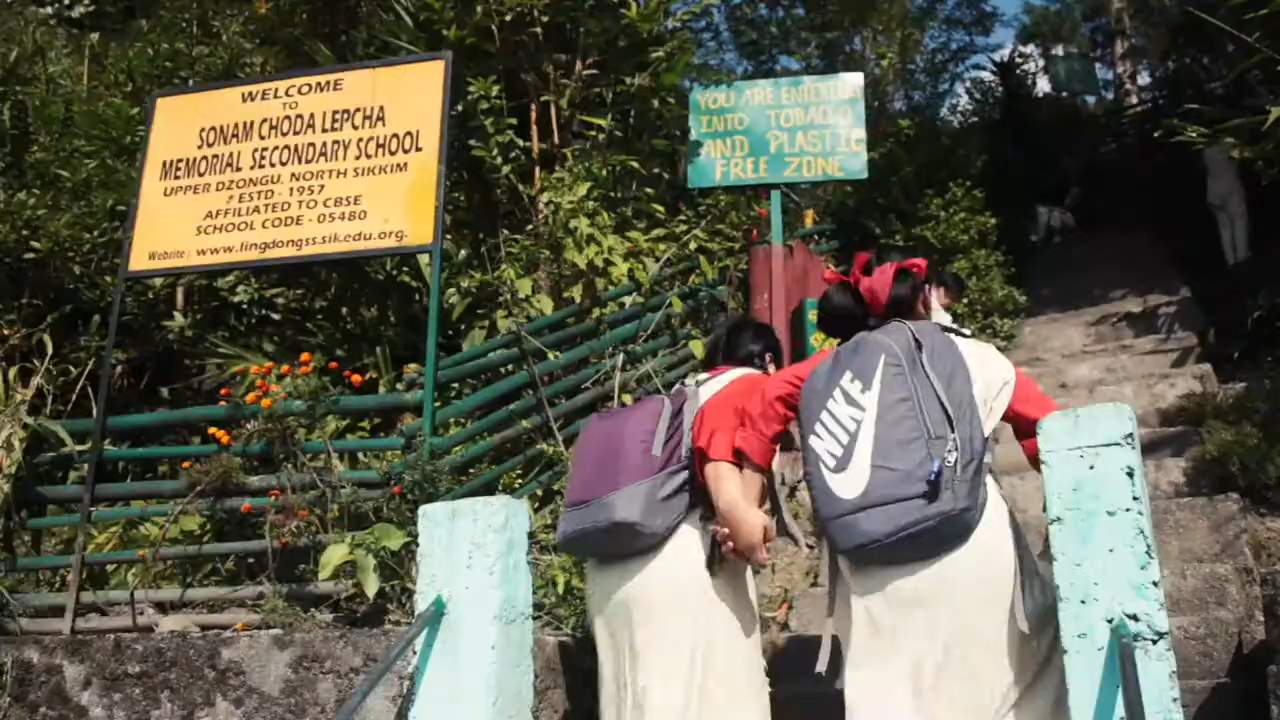 WELCOME
TO
SONAM CHODA LEPCHA
MEMORIAL SECONDARY SCHOOL
UPPER DZONGU, NORTH SIKKIM
ESTD - 1957
AFFILIATED TO CBSE
SCHOOL CODE - 05480
Website: www.lingdongss.sikedu.org.
YOU ARE
INTO TOBACCO
AND PLASTIC
FREE ZONE
NIKE